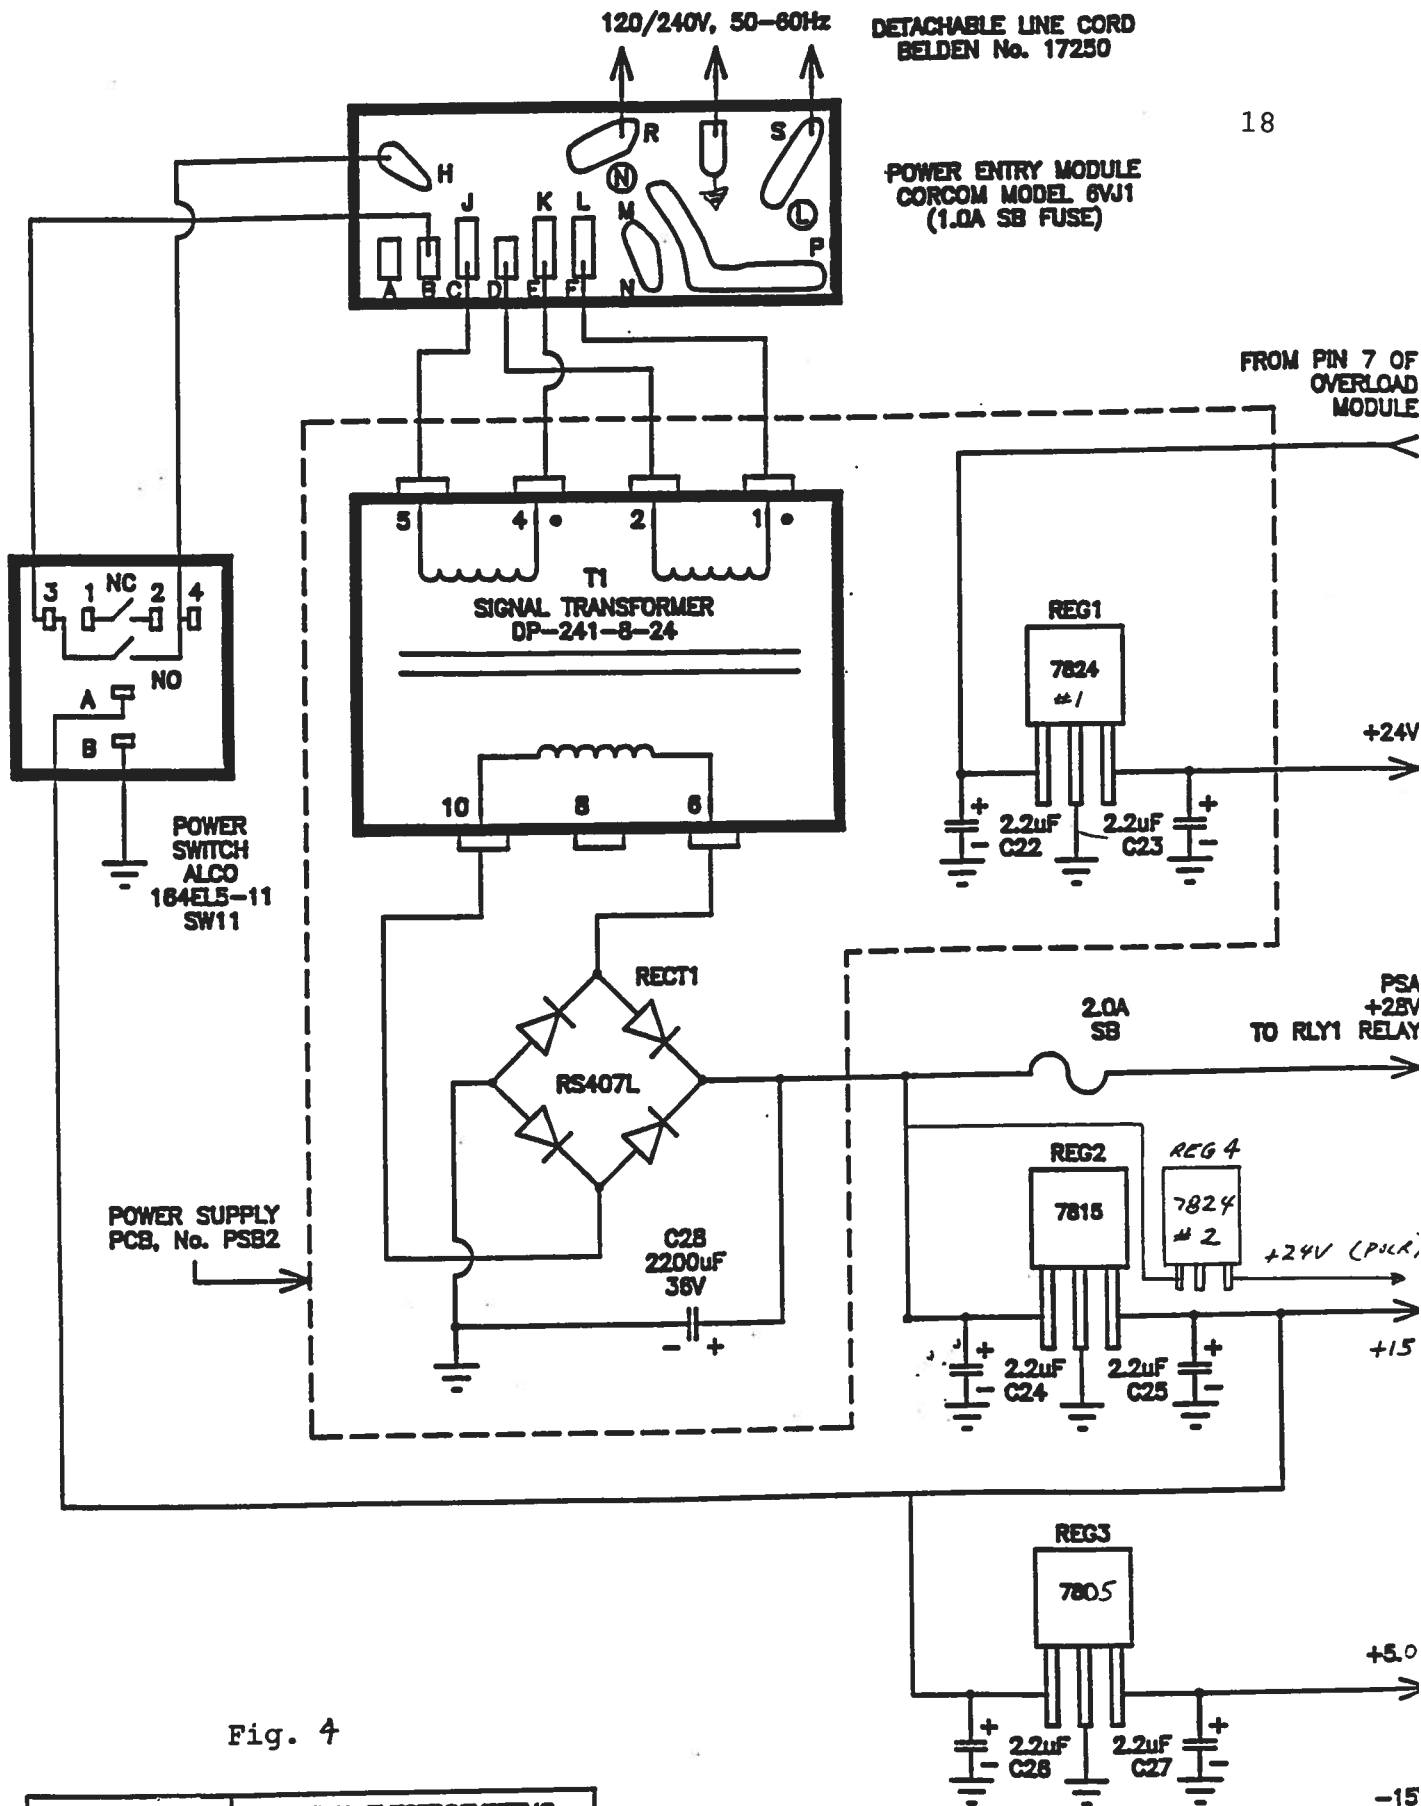 120/240V, 50-60Hz
DETACHABLE LINE CORD
BELDEN No. 17250
18
POWER ENTRY MODULE
CORCOM MODEL 6VJ1
(1.0A SB FUSE)
H
R
N
S
L
J
K
L
M
P
A
B
C
D
E
F
N
FROM PIN 7 OF
OVERLOAD
MODULE
5
4
2
1
T1
SIGNAL TRANSFORMER
DP-241-8-24
10
8
6
3
1
NC
2
4
NO
A
B
POWER
SWITCH
ALCO
164EL5-11
SW11
REG1
7824
#1
+24V
+
-
2.2uF
C22
2.2uF
C23
+
-
RECT1
RS407L
2.0A
SB
PSA
+28V
TO RLY1 RELAY
POWER SUPPLY
PCB, No. PSB2
C28
2200uF
36V
-
+
REG2
7815
REG 4
7824
#2
+24V
+15
+
-
2.2uF
C24
2.2uF
C25
+
-
REG3
7805
+5.0
+
-
2.2uF
C26
2.2uF
C27
+
-
-15
Fig. 4